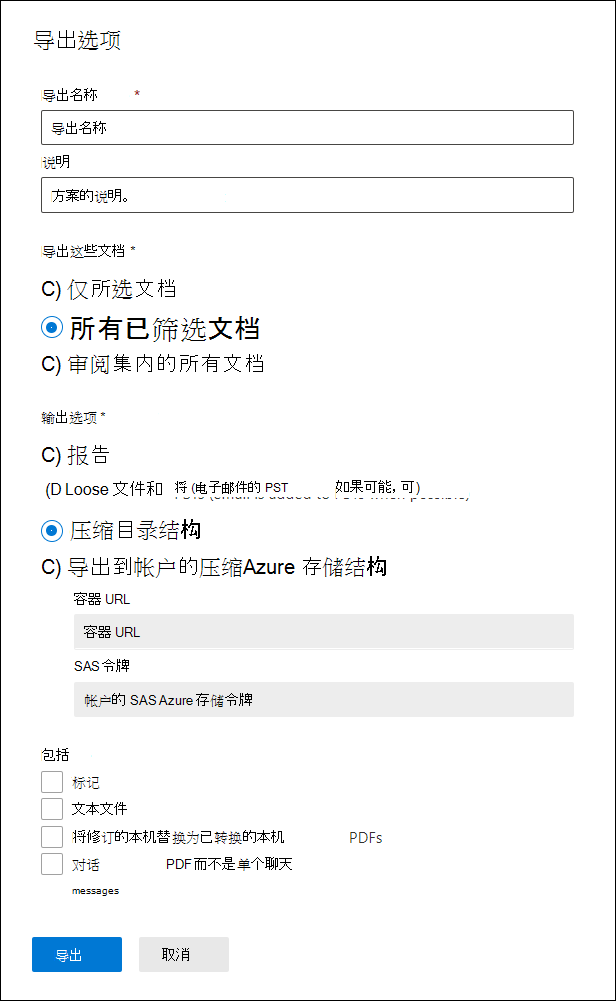 导出选项
导出名称 *
导出名称
说明
方案的说明。
导出这些文档 *
C) 仅所选文档
所有已筛选文档
C) 审阅集内的所有文档
输出选项 *
C) 报告
(D Loose 文件和 将 (电子邮件的 PST 如果可能, 可)
压缩目录结构
C) 导出到帐户的压缩Azure 存储结构
容器 URL
容器 URL
SAS 令牌
帐户的 SAS Azure 存储令牌
包括
标记
文本文件
将修订的本机替换为已转换的本机 PDFs
对话 PDF 而不是单个聊天
messages
导出 取消